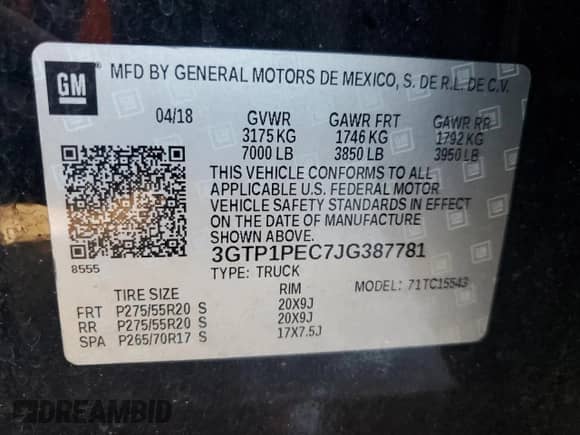 GM
MFD BY GENERAL MOTORS DE MEXICO, S. DE R.L. DE C.V.
04/18 GVWR GAWR FRT GAWR RR
3175 KG 1746 KG 1792 KG
7000 LB 3850 LB 3950 LB
THIS VEHICLE CONFORMS TO ALL
APPLICABLE U.S. FEDERAL MOTOR
VEHICLE SAFETY STANDARDS IN EFFECT
ON THE DATE OF MANUFACTURE
SHOWN ABOVE.
3GTP1PEC7JG387781
8555
TYPE: TRUCK
MODEL: 71TC15543
TIRE SIZE RIM
FRT P275/55R20 S 20X9J
RR P275/55R20 S 20X9J
SPA P265/70R17 S 17X7.5J
DREAMBID